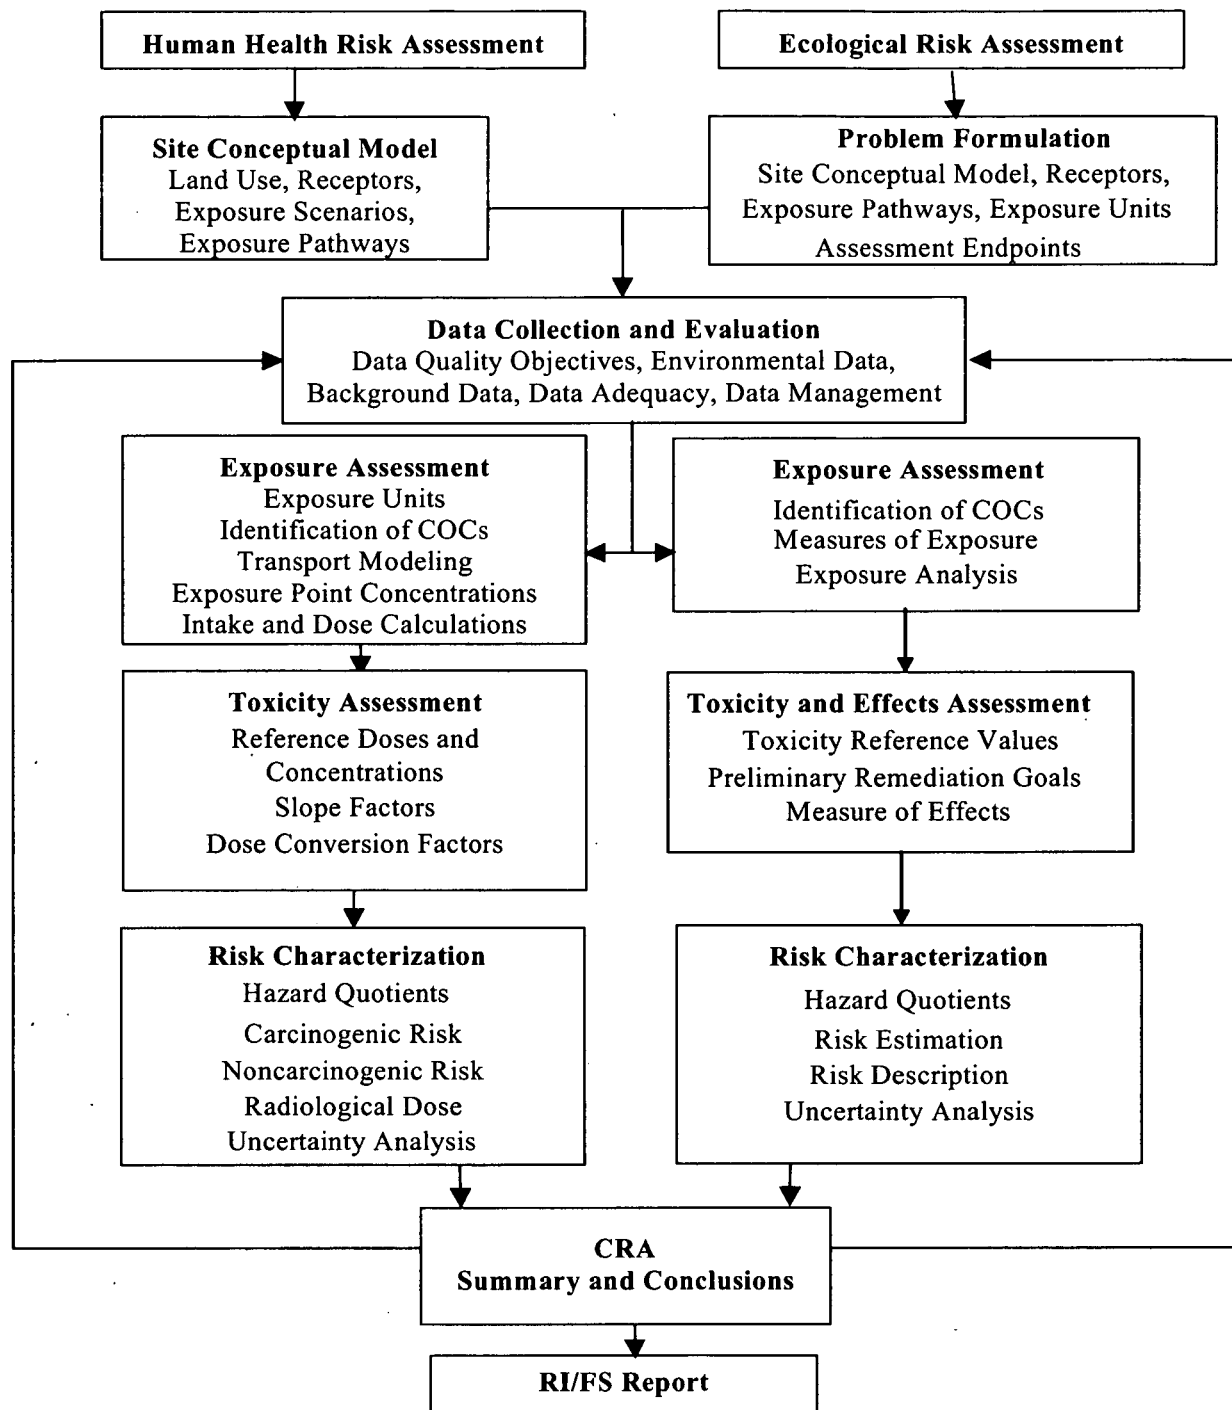 Human Health Risk Assessment
Ecological Risk Assessment
Site Conceptual Model
Land Use, Receptors,
Exposure Scenarios,
Exposure Pathways
Problem Formulation
Site Conceptual Model, Receptors,
Exposure Pathways, Exposure Units
Assessment Endpoints
Data Collection and Evaluation
Data Quality Objectives, Environmental Data,
Background Data, Data Adequacy, Data Management
Exposure Assessment
Exposure Units
Identification of COCs
Transport Modeling
Exposure Point Concentrations
Intake and Dose Calculations
Exposure Assessment
Identification of COCs
Measures of Exposure
Exposure Analysis
Toxicity Assessment
Reference Doses and
Concentrations
Slope Factors
Dose Conversion Factors
Toxicity and Effects Assessment
Toxicity Reference Values
Preliminary Remediation Goals
Measure of Effects
Risk Characterization
Hazard Quotients
Carcinogenic Risk
Noncarcinogenic Risk
Radiological Dose
Uncertainty Analysis
Risk Characterization
Hazard Quotients
Risk Estimation
Risk Description
Uncertainty Analysis
CRA
Summary and Conclusions
RI/FS Report